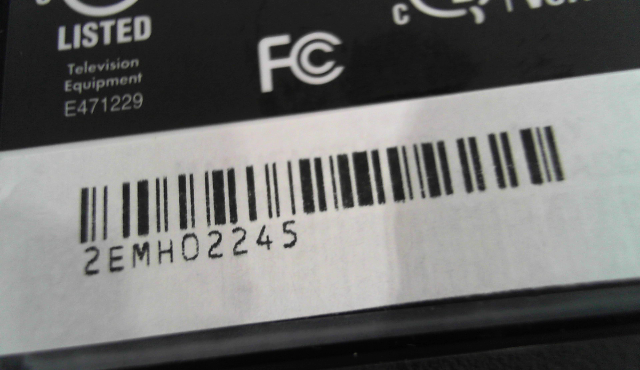 LISTED
Television
Equipment
E471229
FC
2EMH02245